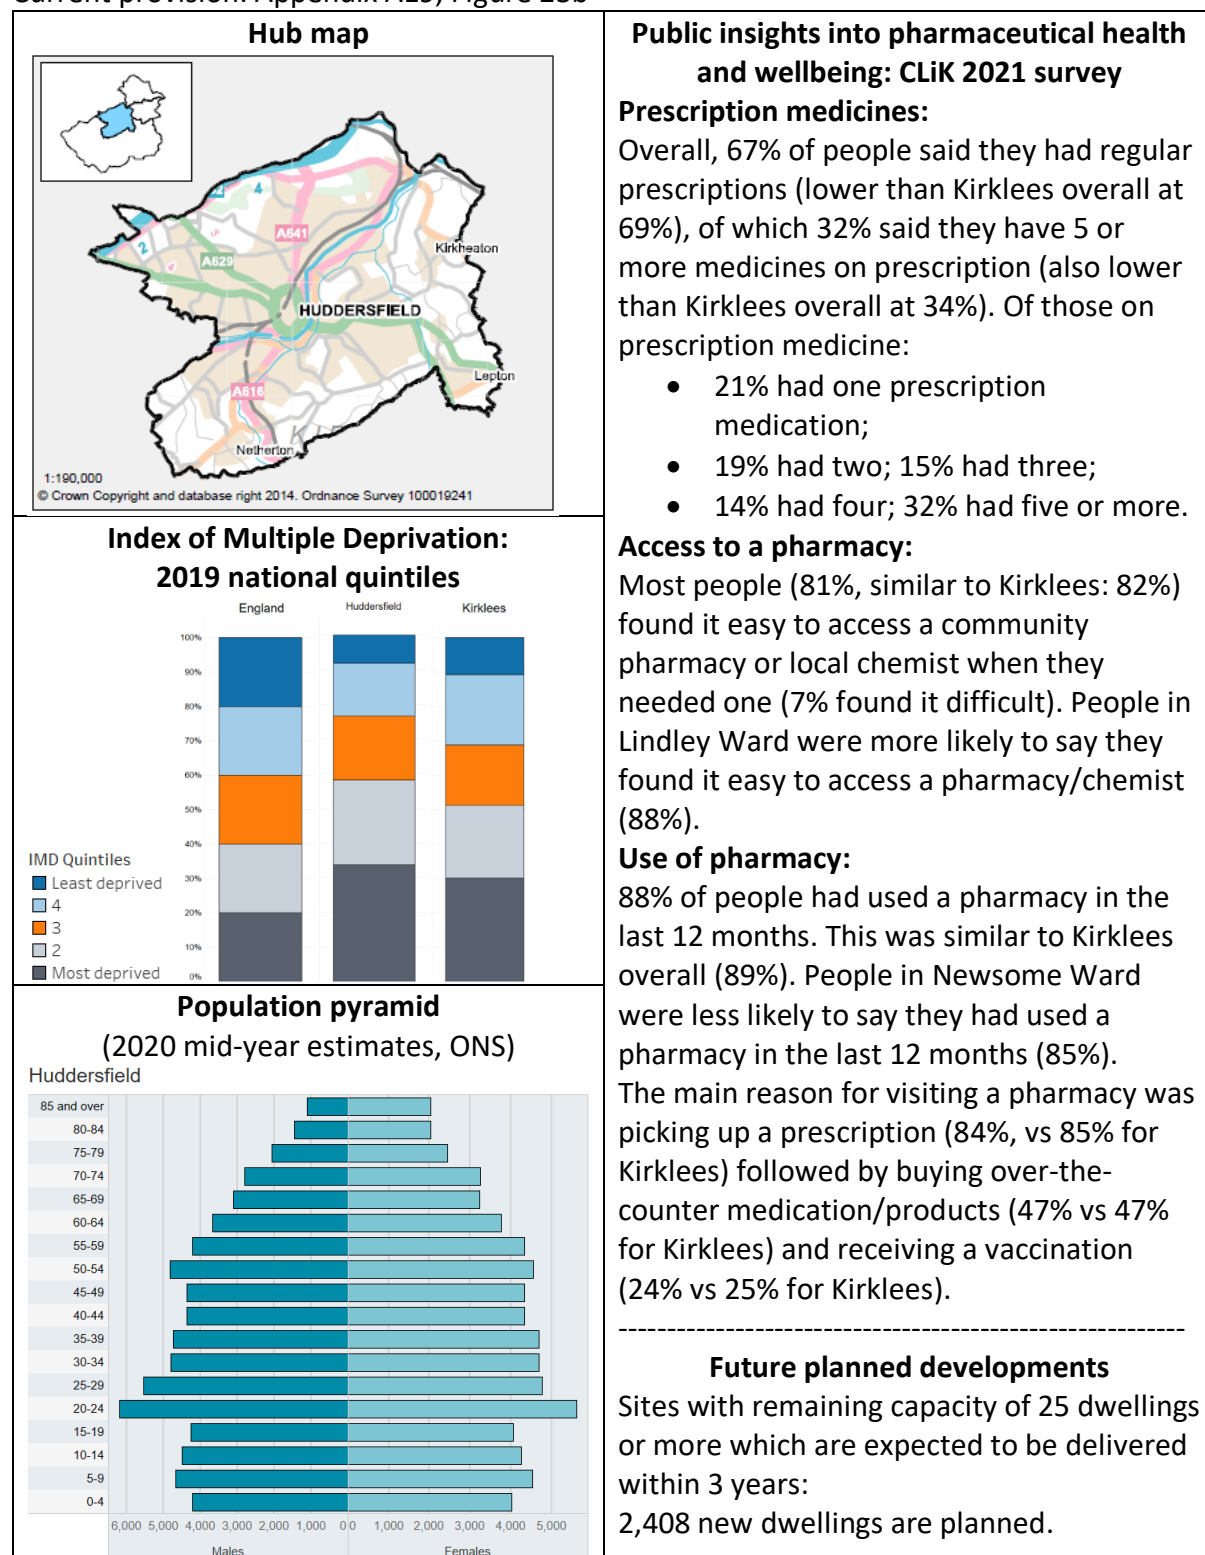 Hub map
2
4
2
3
4
A641
A629
Kirkheaton
HUDDERSFIELD
A616
Lepton
Netherton
1:190,000
© Crown Copyright and database right 2014. Ordnance Survey 100019241
Index of Multiple Deprivation:
2019 national quintiles
England
Huddersfield
Kirklees
100%
90%
80%
70%
60%
50%
40%
30%
20%
10%
0%
IMD Quintiles
Least deprived
4
3
2
Most deprived
Population pyramid
(2020 mid-year estimates, ONS)
Huddersfield
85 and over
80-84
75-79
70-74
65-69
60-64
55-59
50-54
45-49
40-44
35-39
30-34
25-29
20-24
15-19
10-14
5-9
0-4
6,000 5,000 4,000 3,000 2,000 1,000 0 0 1,000 2,000 3,000 4,000 5,000
Males Females
Public insights into pharmaceutical health
and wellbeing: CLiK 2021 survey
Prescription medicines:
Overall, 67% of people said they had regular
prescriptions (lower than Kirklees overall at
69%), of which 32% said they have 5 or
more medicines on prescription (also lower
than Kirklees overall at 34%). Of those on
prescription medicine:
• 21% had one prescription
medication;
• 19% had two; 15% had three;
• 14% had four; 32% had five or more.
Access to a pharmacy:
Most people (81%, similar to Kirklees: 82%)
found it easy to access a community
pharmacy or local chemist when they
needed one (7% found it difficult). People in
Lindley Ward were more likely to say they
found it easy to access a pharmacy/chemist
(88%).
Use of pharmacy:
88% of people had used a pharmacy in the
last 12 months. This was similar to Kirklees
overall (89%). People in Newsome Ward
were less likely to say they had used a
pharmacy in the last 12 months (85%).
The main reason for visiting a pharmacy was
picking up a prescription (84%, vs 85% for
Kirklees) followed by buying over-the-
counter medication/products (47% vs 47%
for Kirklees) and receiving a vaccination
(24% vs 25% for Kirklees).
----------------------------------------------------------
Future planned developments
Sites with remaining capacity of 25 dwellings
or more which are expected to be delivered
within 3 years:
2,408 new dwellings are planned.